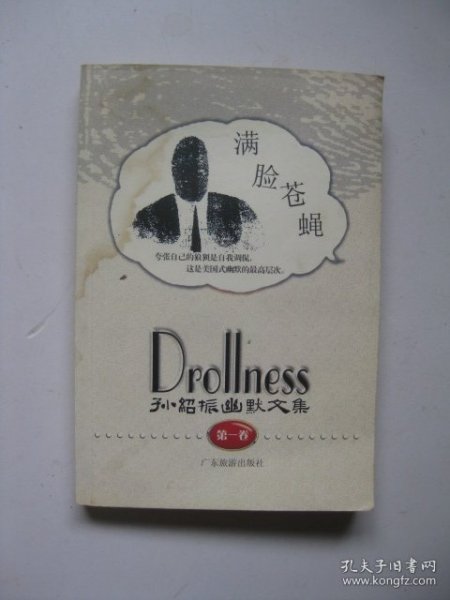 满脸苍蝇
夸张自己的狼狈是自我调侃,
这是美国式幽默的最高层次。
Drollness
孙绍振幽默文集
第一卷
广东旅游出版社
孔夫子旧书网
www.kongfz.com